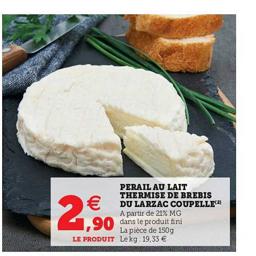 PERAIL AU LAIT
THERMISE DE BREBIS
DU LARZAC COUPELLE
A partir de 21% MG
dans le produit fini
La pièce de 150g
Le kg : 19,33 €
2€,90
LE PRODUIT